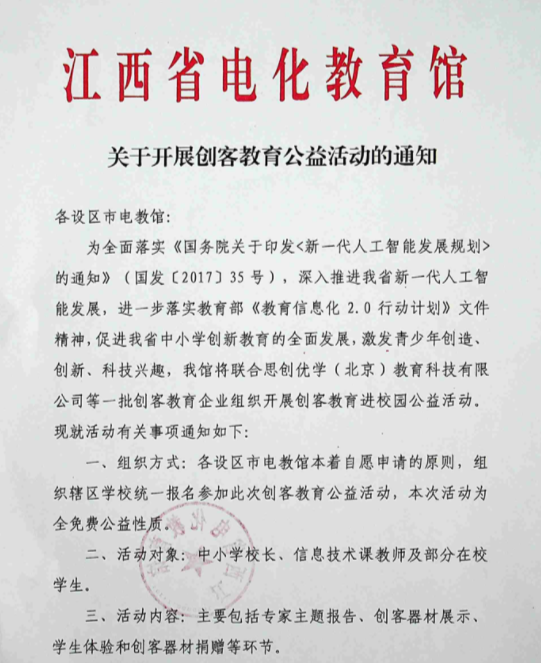 江西省电化教育馆
关于开展创客教育公益活动的通知
各设区市电教馆：
为全面落实《国务院关于印发<新一代人工智能发展规划>
的通知》（国发〔2017〕35 号），深入推进我省新一代人工智
能发展，进一步落实教育部《教育信息化 2.0 行动计划》文件
精神，促进我省中小学创新教育的全面发展，激发青少年创造、
创新、科技兴趣，我馆将联合思创优学（北京）教育科技有限
公司等一批创客教育企业组织开展创客教育进校园公益活动。
现就活动有关事项通知如下：
一、组织方式：各设区市电教馆本着自愿申请的原则，组
织辖区学校统一报名参加此次创客教育公益活动，本次活动为
全免费公益性质。
二、活动对象：中小学校长、信息技术课教师及部分在校
学生。
三、活动内容：主要包括专家主题报告、创客器材展示、
学生体验和创客器材捐赠等环节。